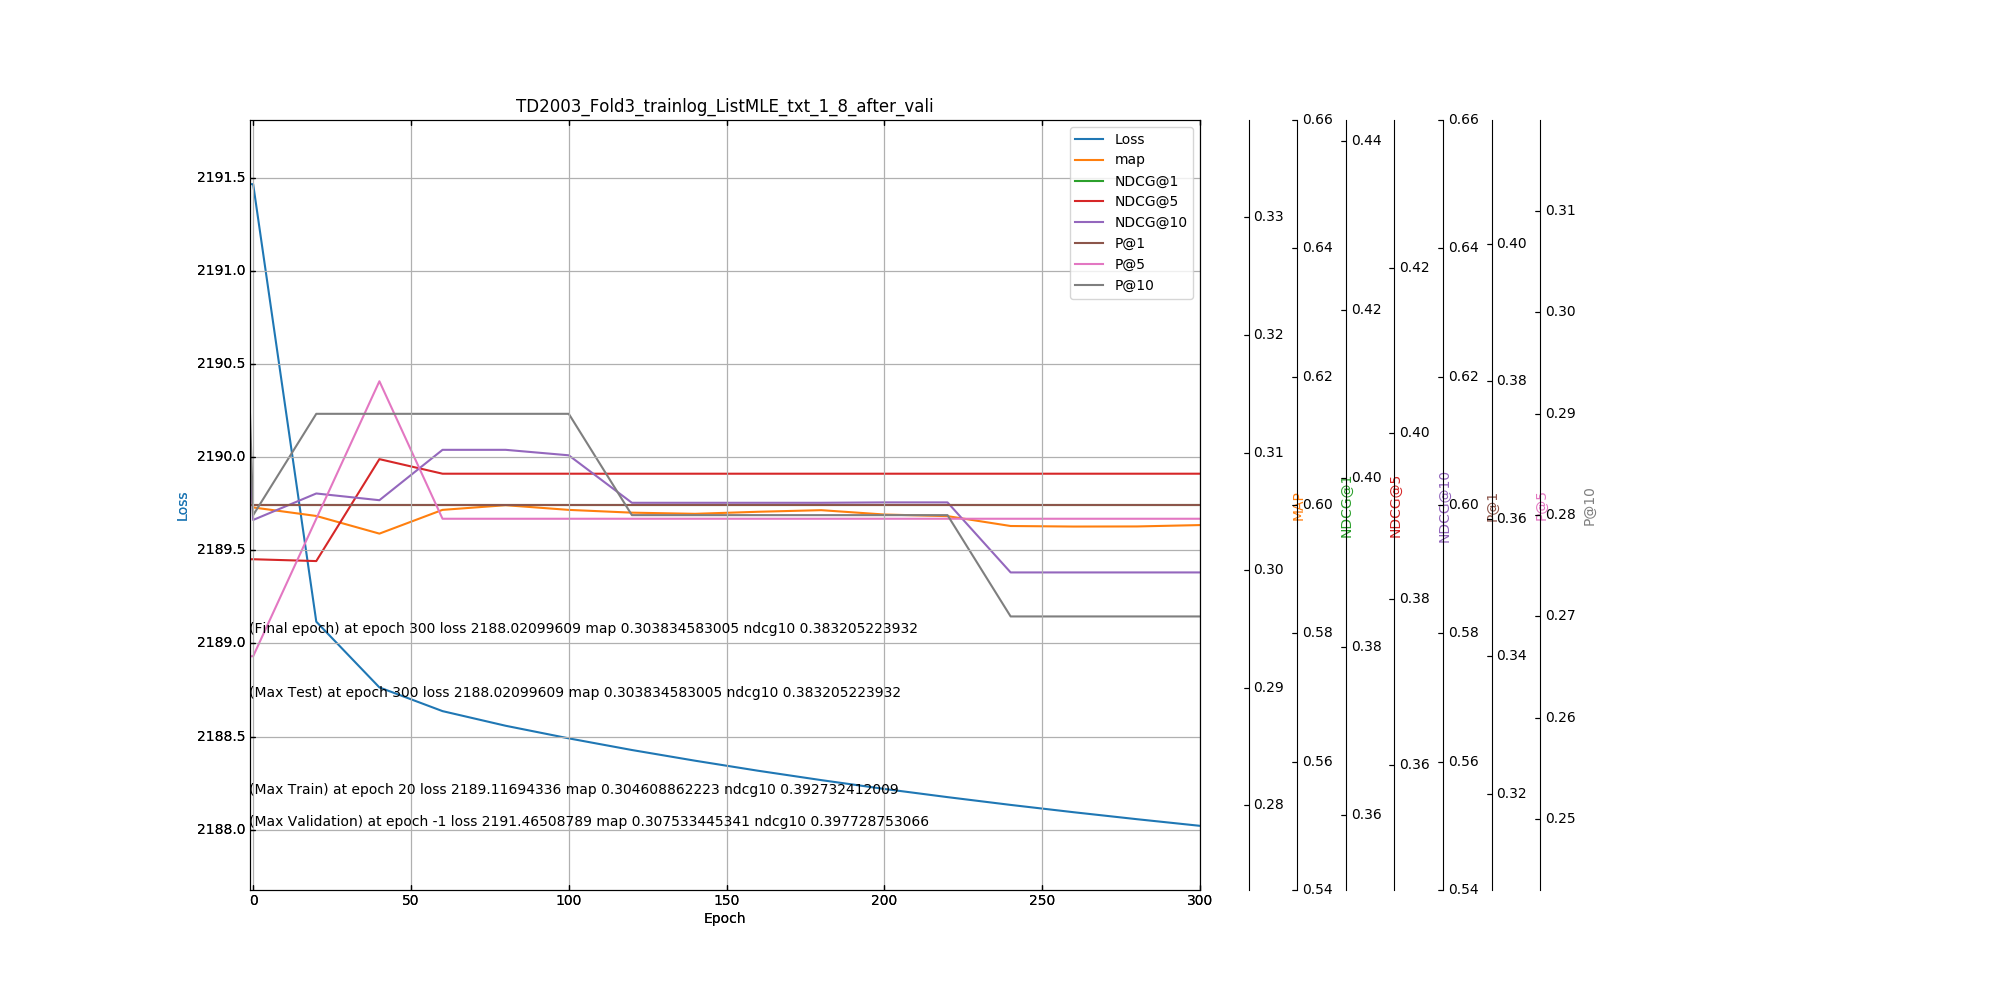 TD2003_Fold3_trainlog_ListMLE_txt_1_8_after_vali
Loss
map
NDCG@1
NDCG@5
NDCG@10
P@1
P@5
P@10
2191.5
2191.0
2190.5
2190.0
2189.5
2189.0
2188.5
2188.0
Loss
(Final epoch) at epoch 300 loss 2188.02099609 map 0.303834583005 ndcg10 0.383205223932
(Max Test) at epoch 300 loss 2188.02099609 map 0.303834583005 ndcg10 0.383205223932
(Max Train) at epoch 20 loss 2189.11694336 map 0.304608862223 ndcg10 0.392732412009
(Max Validation) at epoch -1 loss 2191.46508789 map 0.307533445341 ndcg10 0.397728753066
0 50 100 150 200 250 300
Epoch
0.33
0.32
0.31
0.30
0.29
0.28
MAP
0.66
0.64
0.62
0.60
0.58
0.56
0.54
NDCG@1
0.44
0.42
0.40
0.38
0.36
NDCG@5
0.42
0.40
0.38
0.36
NDCG@10
0.66
0.64
0.62
0.60
0.58
0.56
0.54
P@1
0.40
0.38
0.36
0.34
0.32
P@5
0.31
0.30
0.29
0.28
0.27
0.26
0.25
P@10